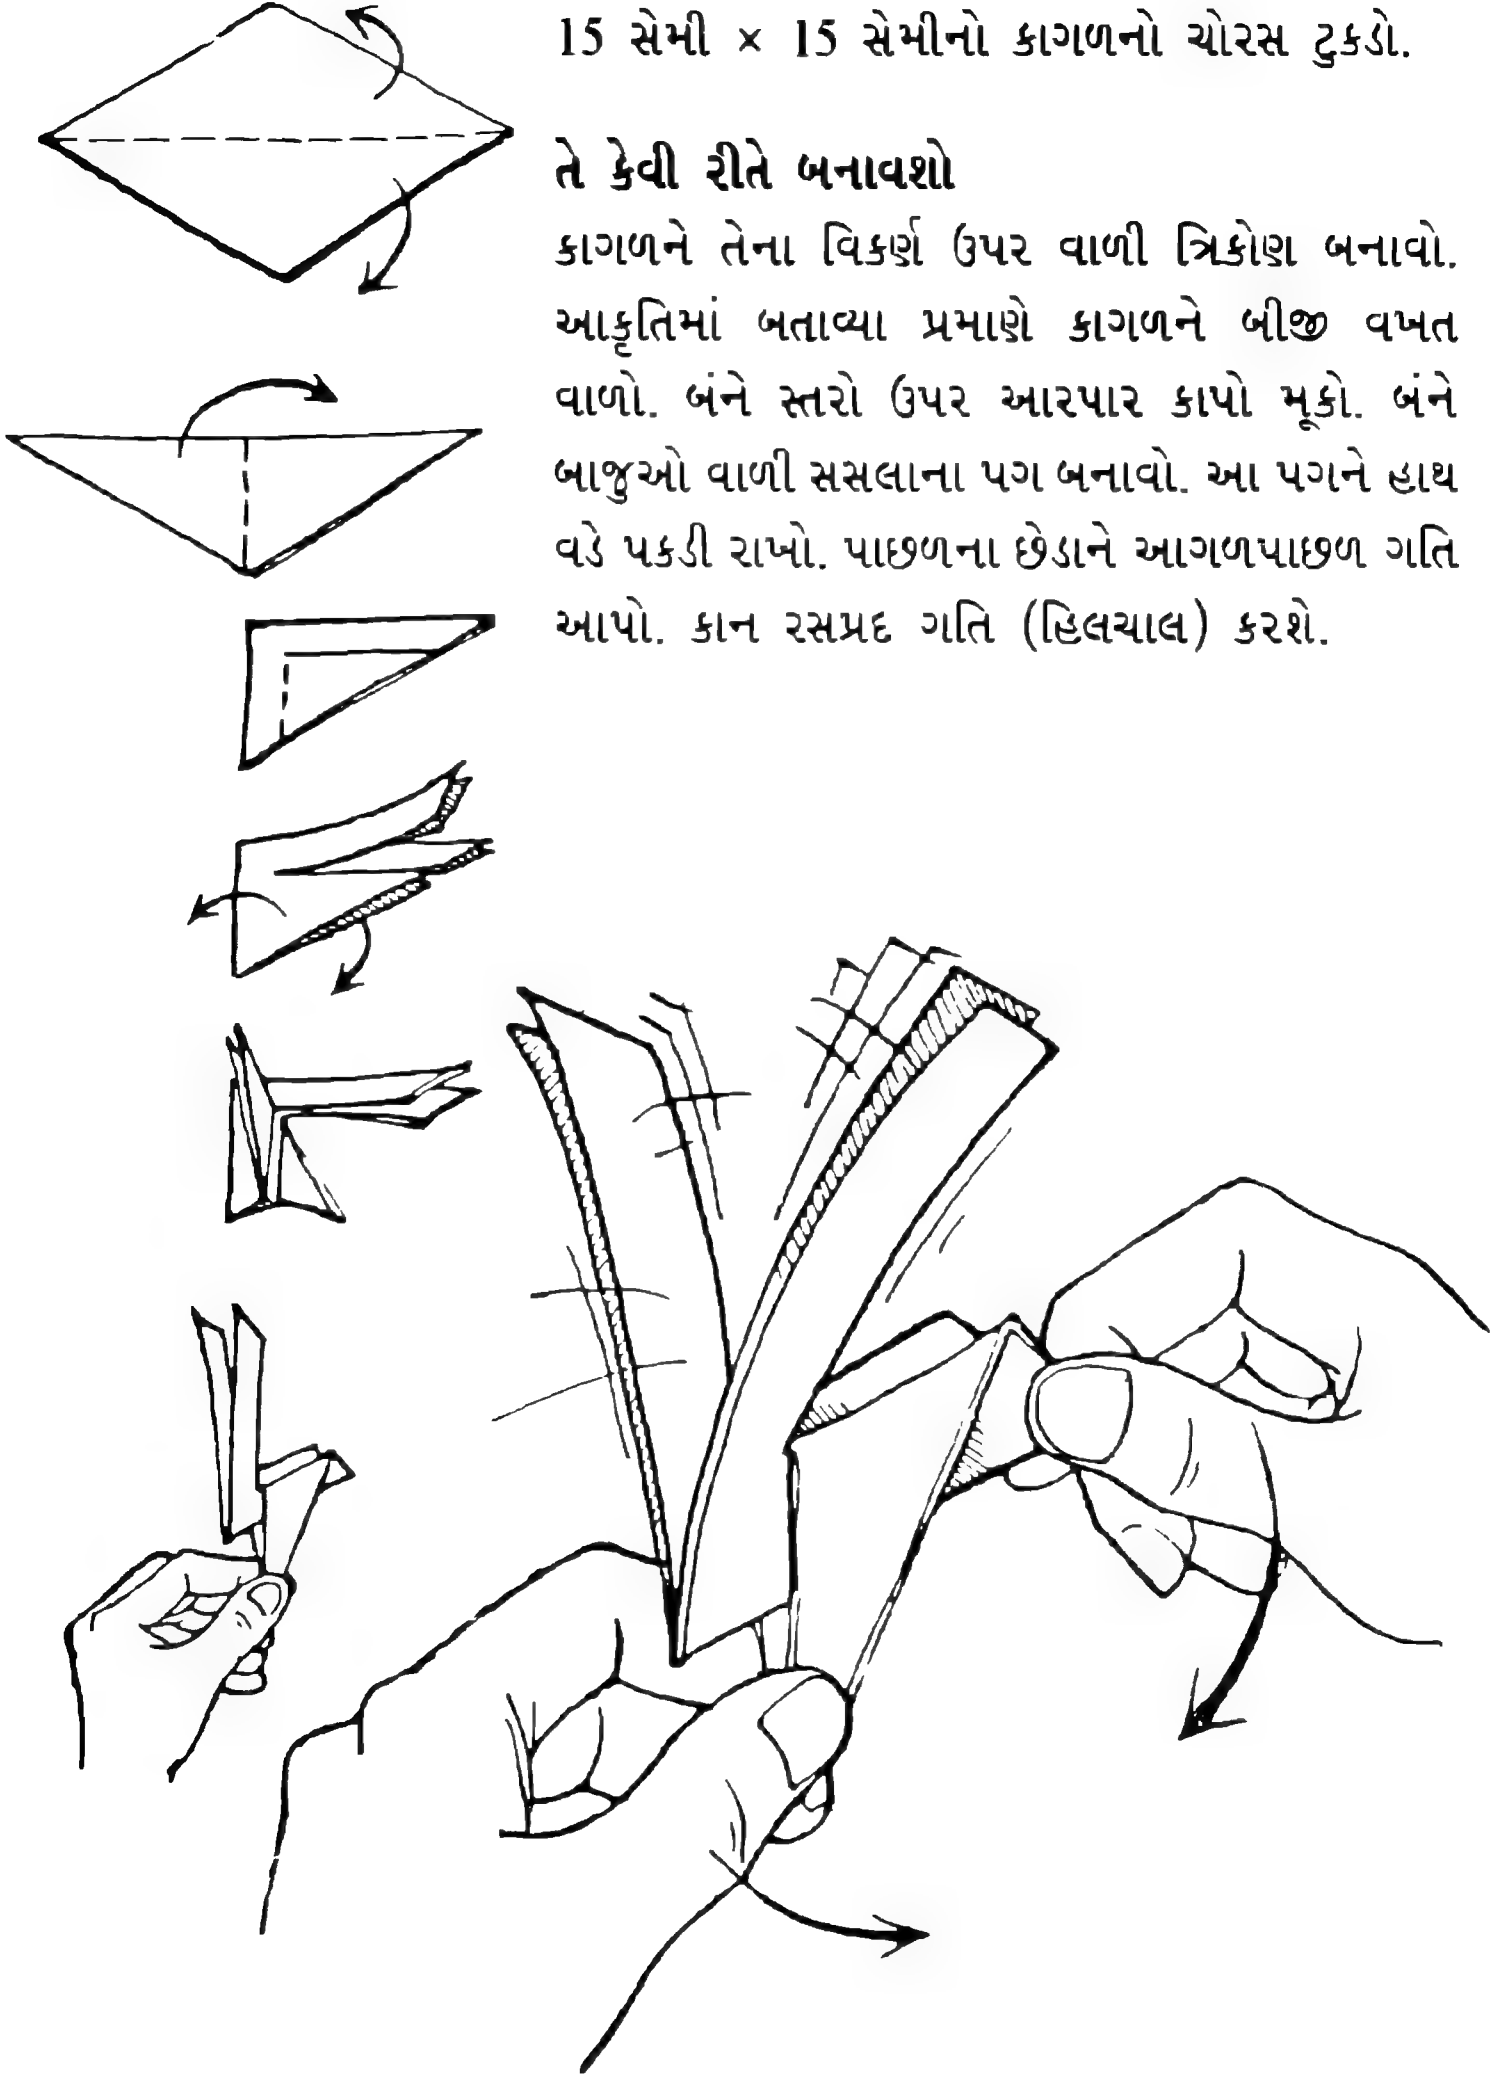 15 સેમી × 15 સેમીનો કાગળનો ચોરસ ટુકડો.
તે કેવી રીતે બનાવશો
કાગળને તેના વિકર્ણ ઉપર વાળી ત્રિકોણ બનાવો.
આકૃતિમાં બતાવ્યા પ્રમાણે કાગળને બીજી વખત
વાળો. બંને સ્તરો ઉપર આરપાર કાપો મૂકો. બંને
બાજુઓ વાળી સસલાના પગ બનાવો. આ પગને હાથ
વડે પકડી રાખો. પાછળના છેડાને આગળપાછળ ગતિ
આપો. કાન રસપ્રદ ગતિ (હિલચાલ) કરશે.